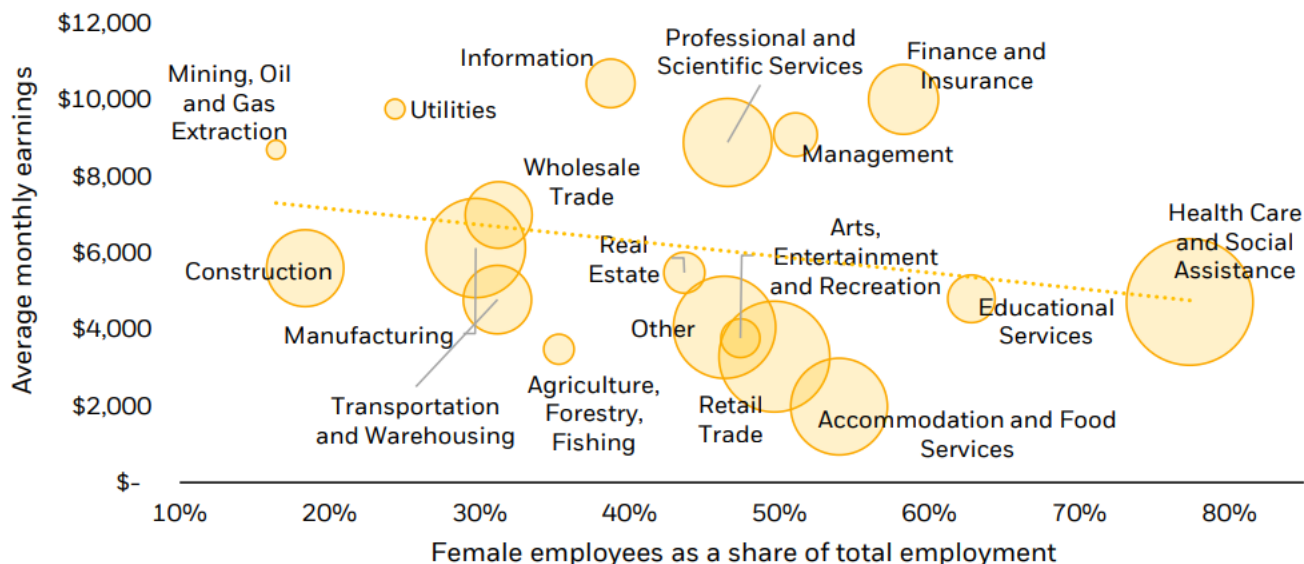 $12,000
$10,000
$8,000
$6,000
$4,000
$2,000
$-
Average monthly earnings
Mining, Oil
and Gas
Extraction
Utilities
Information
Professional and
Scientific Services
Finance and
Insurance
Management
Wholesale
Trade
Construction
Manufacturing
Transportation
and Warehousing
Agriculture,
Forestry,
Fishing
Real
Estate
Other
Arts,
Entertainment
and Recreation
Retail
Trade
Accommodation and Food
Services
Educational
Services
Health Care
and Social
Assistance
10%
20%
30%
40%
50%
60%
70%
80%
Female employees as a share of total employment